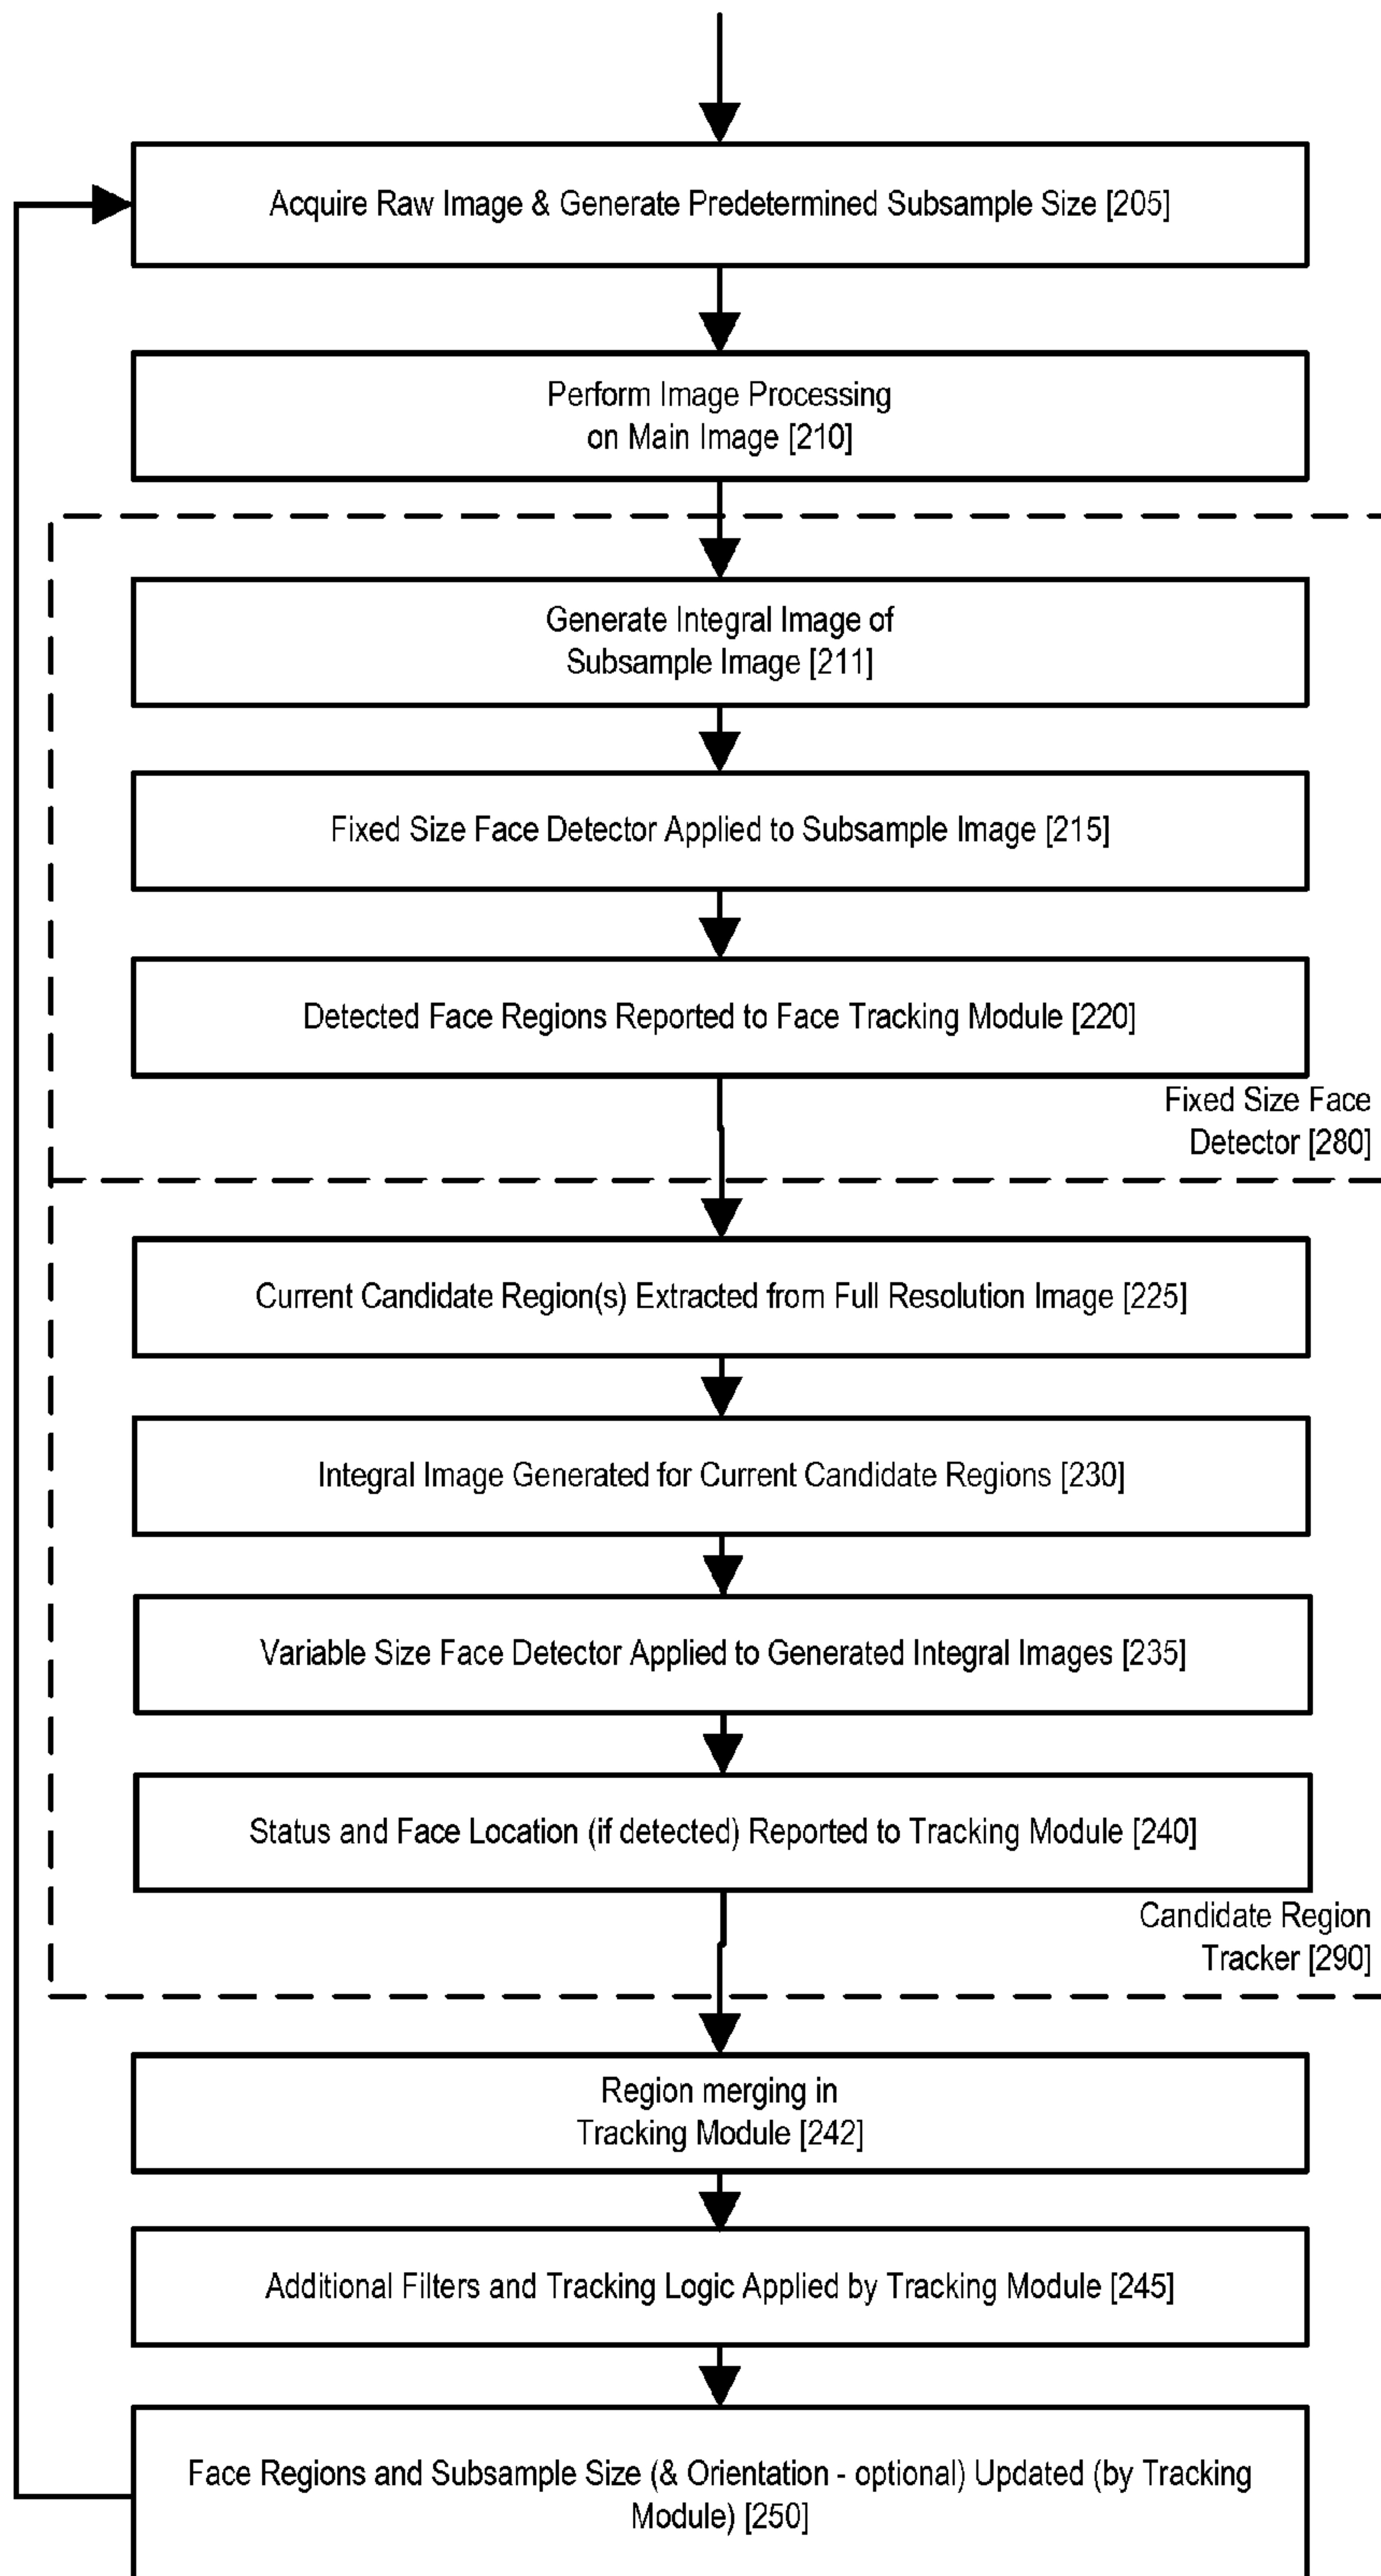 Acquire Raw Image & Generate Predetermined Subsample Size [205]
Perform Image Processing
on Main Image [210]
Generate Integral Image of
Subsample Image [211]
Fixed Size Face Detector Applied to Subsample Image [215]
Detected Face Regions Reported to Face Tracking Module [220]
Fixed Size Face
Detector [280]
Current Candidate Region(s) Extracted from Full Resolution Image [225]
Integral Image Generated for Current Candidate Regions [230]
Variable Size Face Detector Applied to Generated Integral Images [235]
Status and Face Location (if detected) Reported to Tracking Module [240]
Candidate Region
Tracker [290]
Region merging in
Tracking Module [242]
Additional Filters and Tracking Logic Applied by Tracking Module [245]
Face Regions and Subsample Size (& Orientation - optional) Updated (by Tracking
Module) [250]